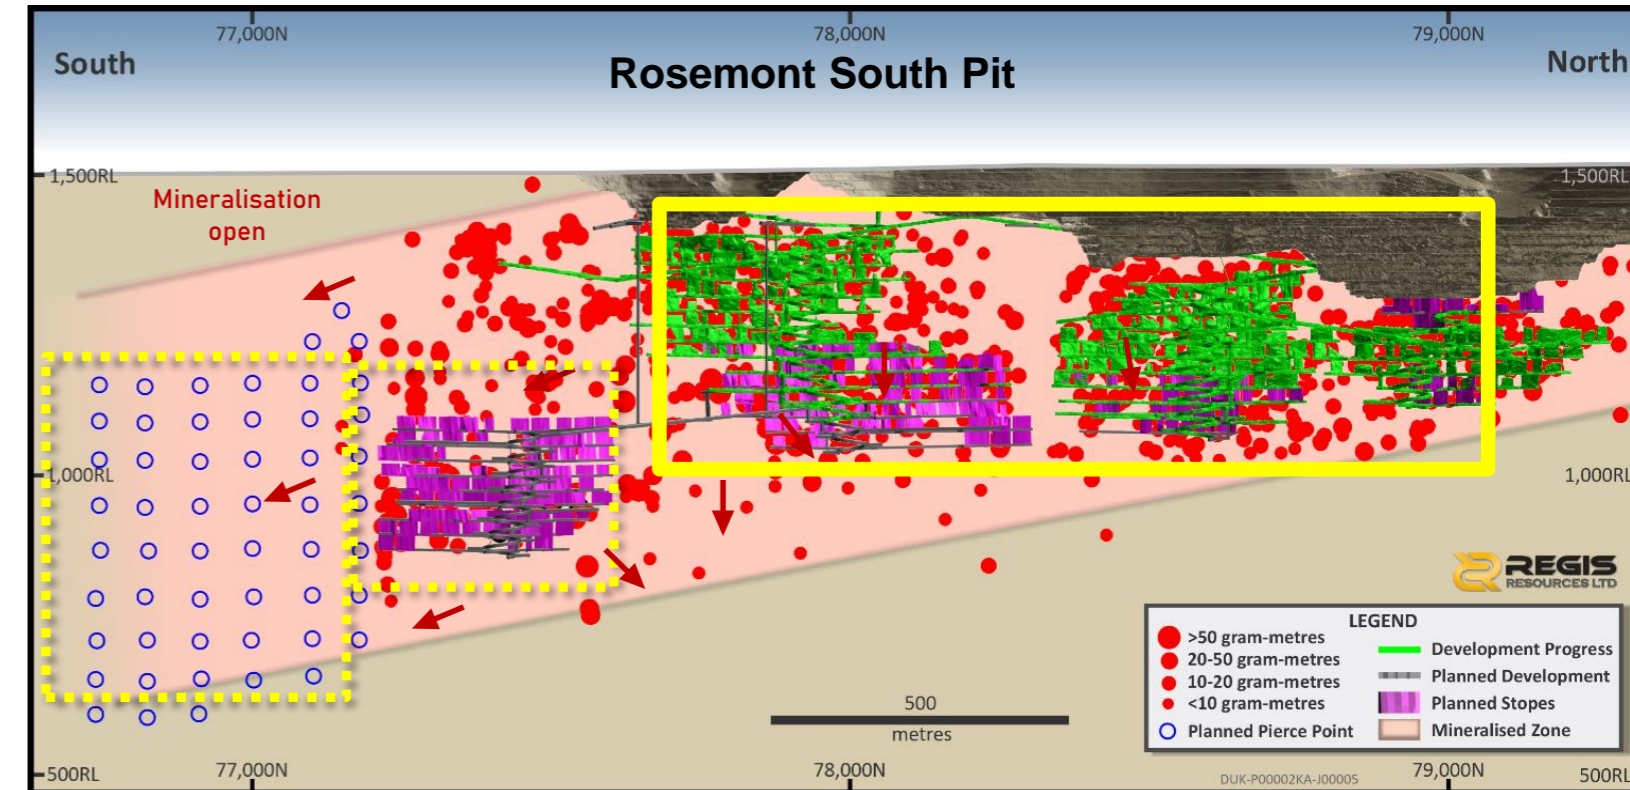 77,000N
78,000N
79,000N
South
Rosemont South Pit
North
1,500RL
1,500RL
Mineralisation
open
1,000RL
1,000RL
REGIS
RESOURCES LTD
LEGEND
>50 gram-metres
20-50 gram-metres
10-20 gram-metres
<10 gram-metres
Planned Pierce Point
Development Progress
Planned Development
Planned Stopes
Mineralised Zone
500
metres
500RL
77,000N
78,000N
DUK-P00002KA-J00005
79,000N
500RL